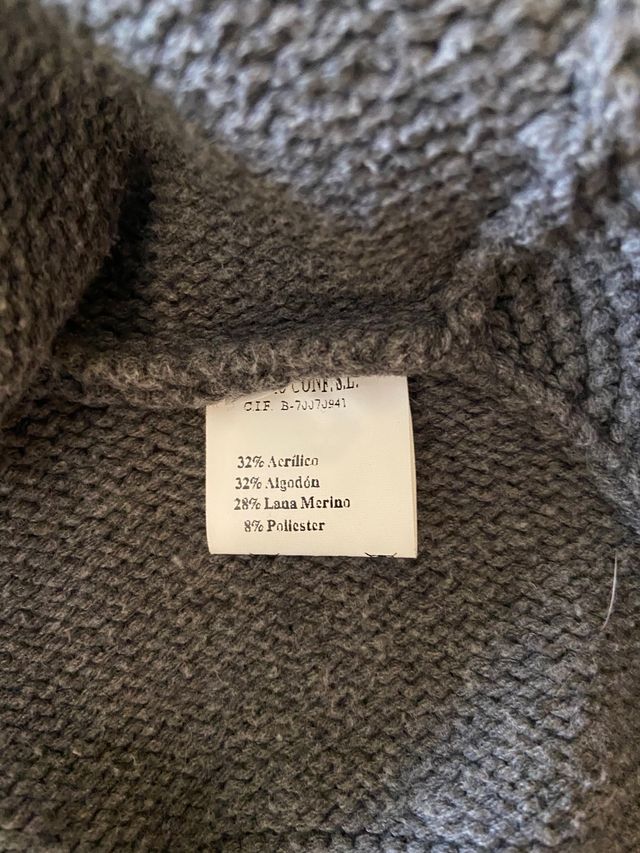 CONF. S.L.
C.I.F. B-70070941
32% Acrílico
32% Algodón
28% Lana Merino
8% Poliester